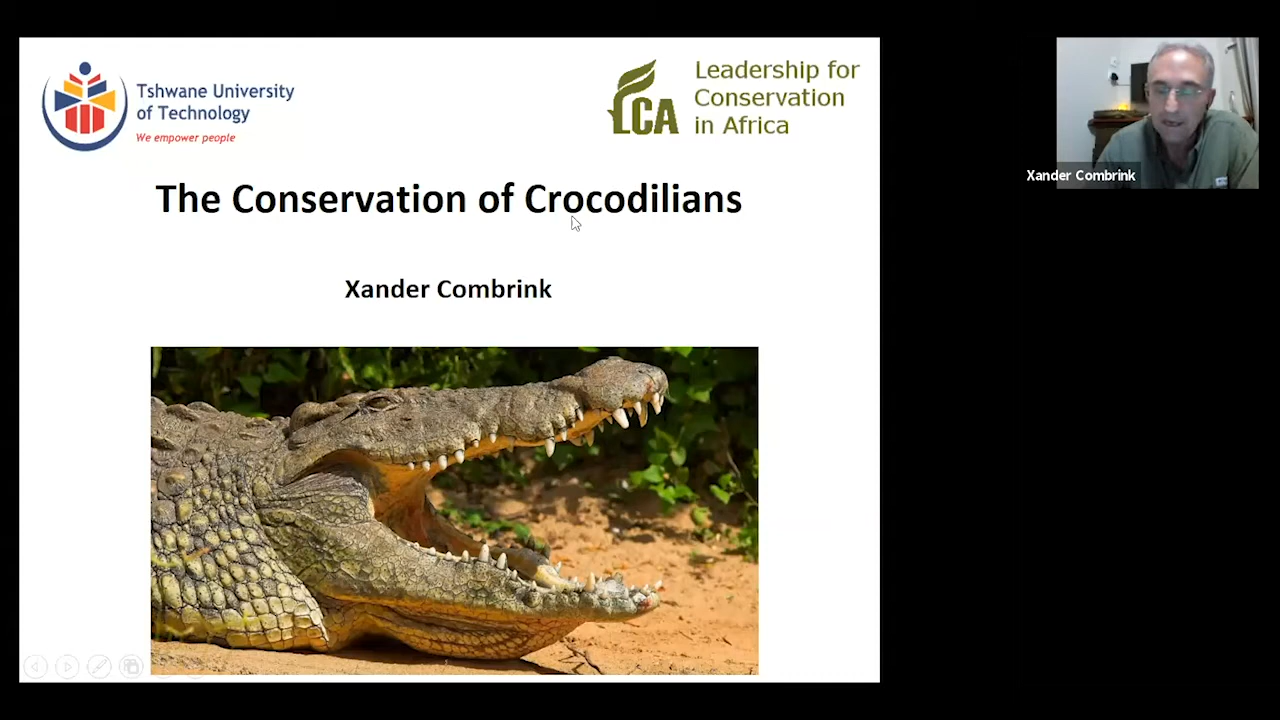 Tshwane University
of Technology
We empower people
LCA
Leadership for
Conservation
in Africa
The Conservation of Crocodilians
Xander Combrink
Xander Combrink